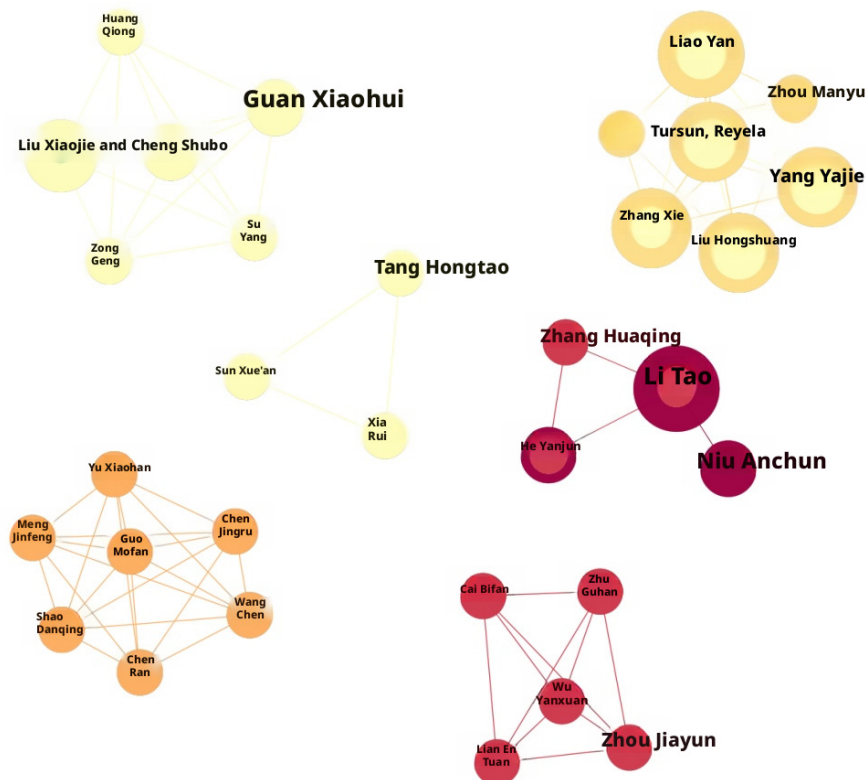 Huang
Qiong
Guan Xiaohui
Liu Xiaojie and Cheng Shubo
Zong
Geng
Su
Yang
Liao Yan
Zhou Manyu
Tursun, Reyela
Yang Yajie
Zhang Xie
Liu Hongshuang
Tang Hongtao
Sun Xue'an
Xia
Rui
Zhang Huaqing
Li Tao
He Yanjun
Niu Anchun
Yu Xiaohan
Meng
Jinfeng
Guo
Mofan
Chen
Jingru
Shao
Danqing
Wang
Chen
Chen
Ran
Cai Bifan
Zhu
Guhan
Wu
Yanxuan
Lian En
Tuan
Zhou Jiayun